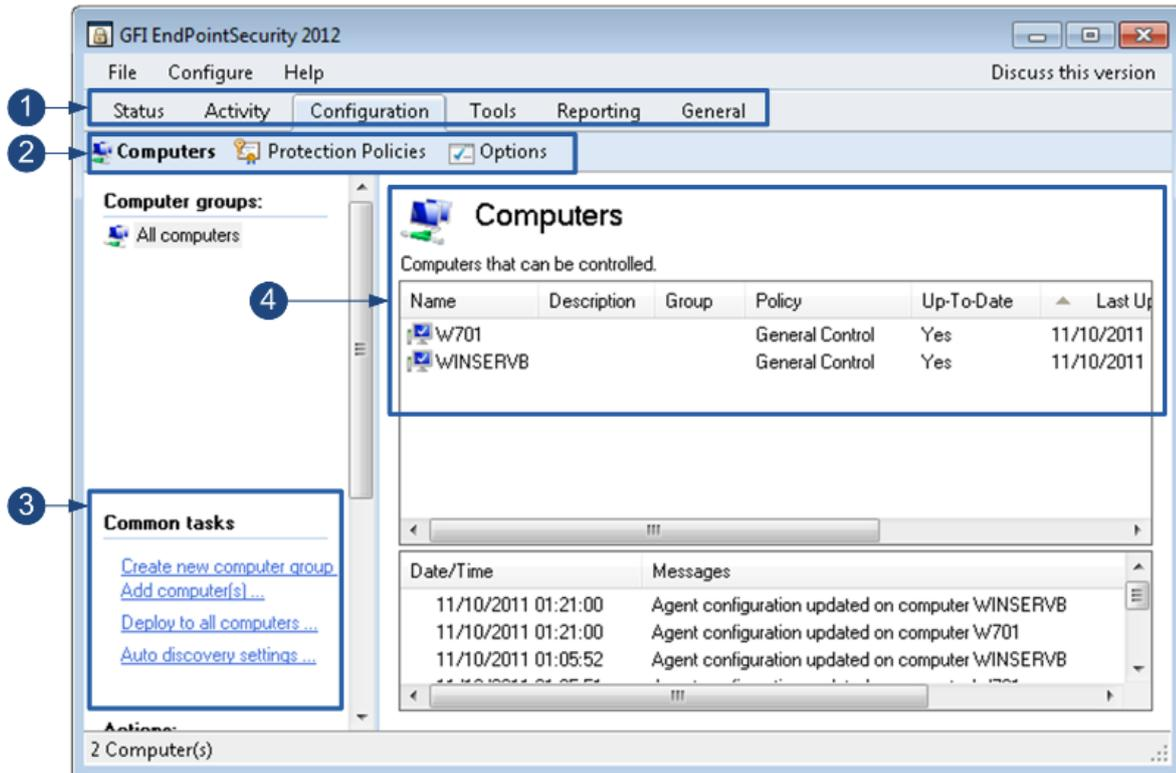 GFI EndPointSecurity 2012
File Configure Help Discuss this version
1 Status Activity Configuration Tools Reporting General
2 Computers Protection Policies Options
Computer groups:
All computers
Computers
Computers that can be controlled.
4
Name Description Group Policy Up-To-Date Last Up
W701 General Control Yes 11/10/2011
WINSERVB General Control Yes 11/10/2011
3
Common tasks
Create new computer group
Add computer(s) ...
Deploy to all computers ...
Auto discovery settings ...
Actions:
Date/Time Messages
11/10/2011 01:21:00 Agent configuration updated on computer WINSERVB
11/10/2011 01:21:00 Agent configuration updated on computer W701
11/10/2011 01:05:52 Agent configuration updated on computer WINSERVB
2 Computer(s)